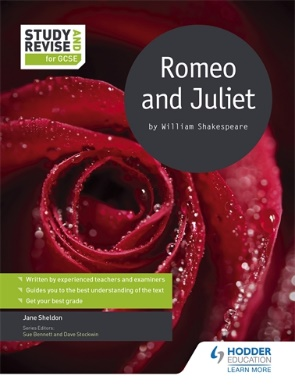 STUDY AND
REVISE
for GCSE
Romeo
and Juliet
by William Shakespeare
Written by experienced teachers and examiners
Guides you to the best understanding of the text
Get your best grade
Jane Sheldon
Series Editors:
Sue Bennett and Dave Stockwin
HODDER
EDUCATION
LEARN MORE